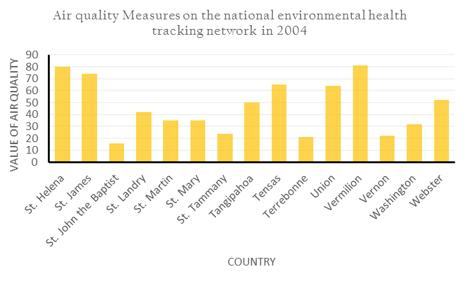 Air quality Measures on the national environmental health
tracking network in 2004
VALUE OF AIR QUALITY
90
80
70
60
50
40
30
20
10
0
St. Helena
St. James
St. John the Baptist
St. Landry
St. Martin
St. Mary
St. Tammany
Tangipahoa
Tensas
Terrebonne
Union
Vermilion
Vernon
Washington
Webster
COUNTRY